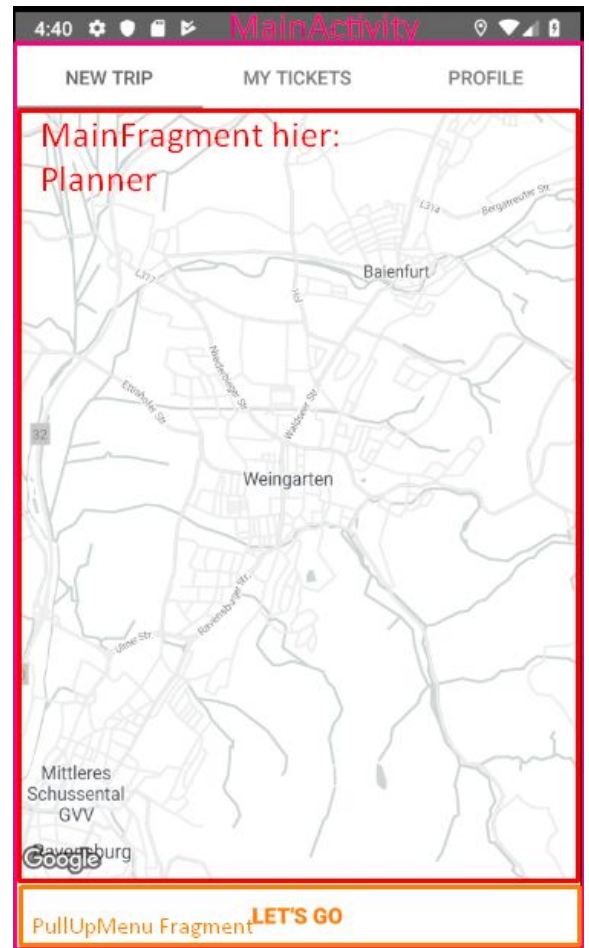 4:40 MainActivity
NEW TRIP MY TICKETS PROFILE
MainFragment hier:
Planner
L314
Bergatreuter Str.
Baienfurt
L317
Hof
Niederbieger Str.
Ettishofer Str.
Waldseer Str.
32
Weingarten
Ravensburger Str.
Ulmer Str.
Mittleres
Schussental
GVV
Ravensburg
Google
LET'S GO
PullUpMenu Fragment